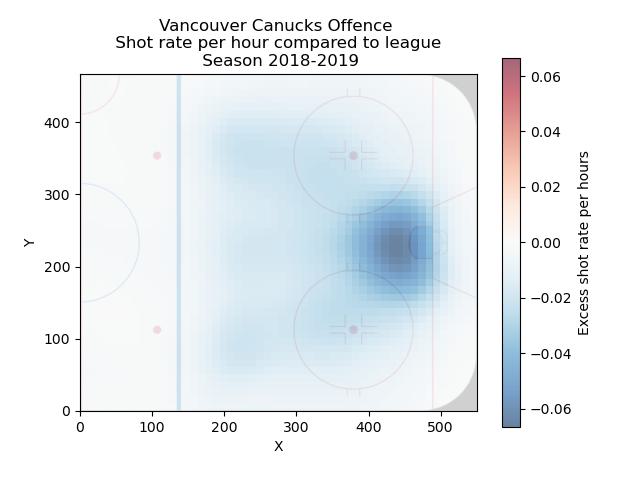 Vancouver Canucks Offence
Shot rate per hour compared to league
Season 2018-2019
Y
400
300
200
100
0
0 100 200 300 400 500
X
0.06
0.04
0.02
0.00
−0.02
−0.04
−0.06
Excess shot rate per hours